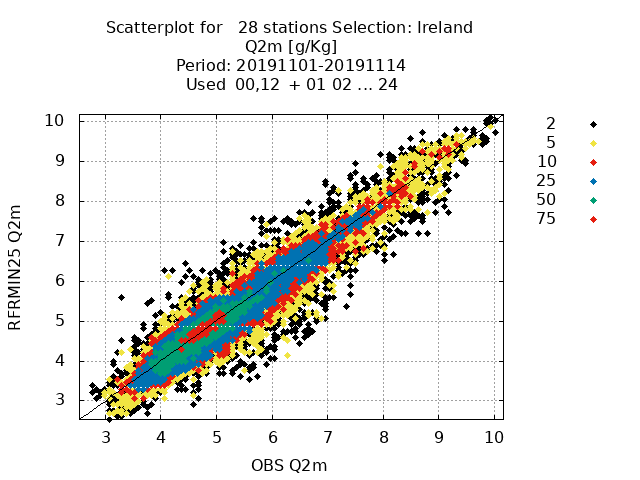 Scatterplot for 28 stations Selection: Ireland
Q2m [g/Kg]
Period: 20191101-20191114
Used 00,12 + 01 02 ... 24
10
9
8
7
6
5
4
3
RFRMIN25 Q2m
3 4 5 6 7 8 9 10
OBS Q2m
2
5
10
25
50
75